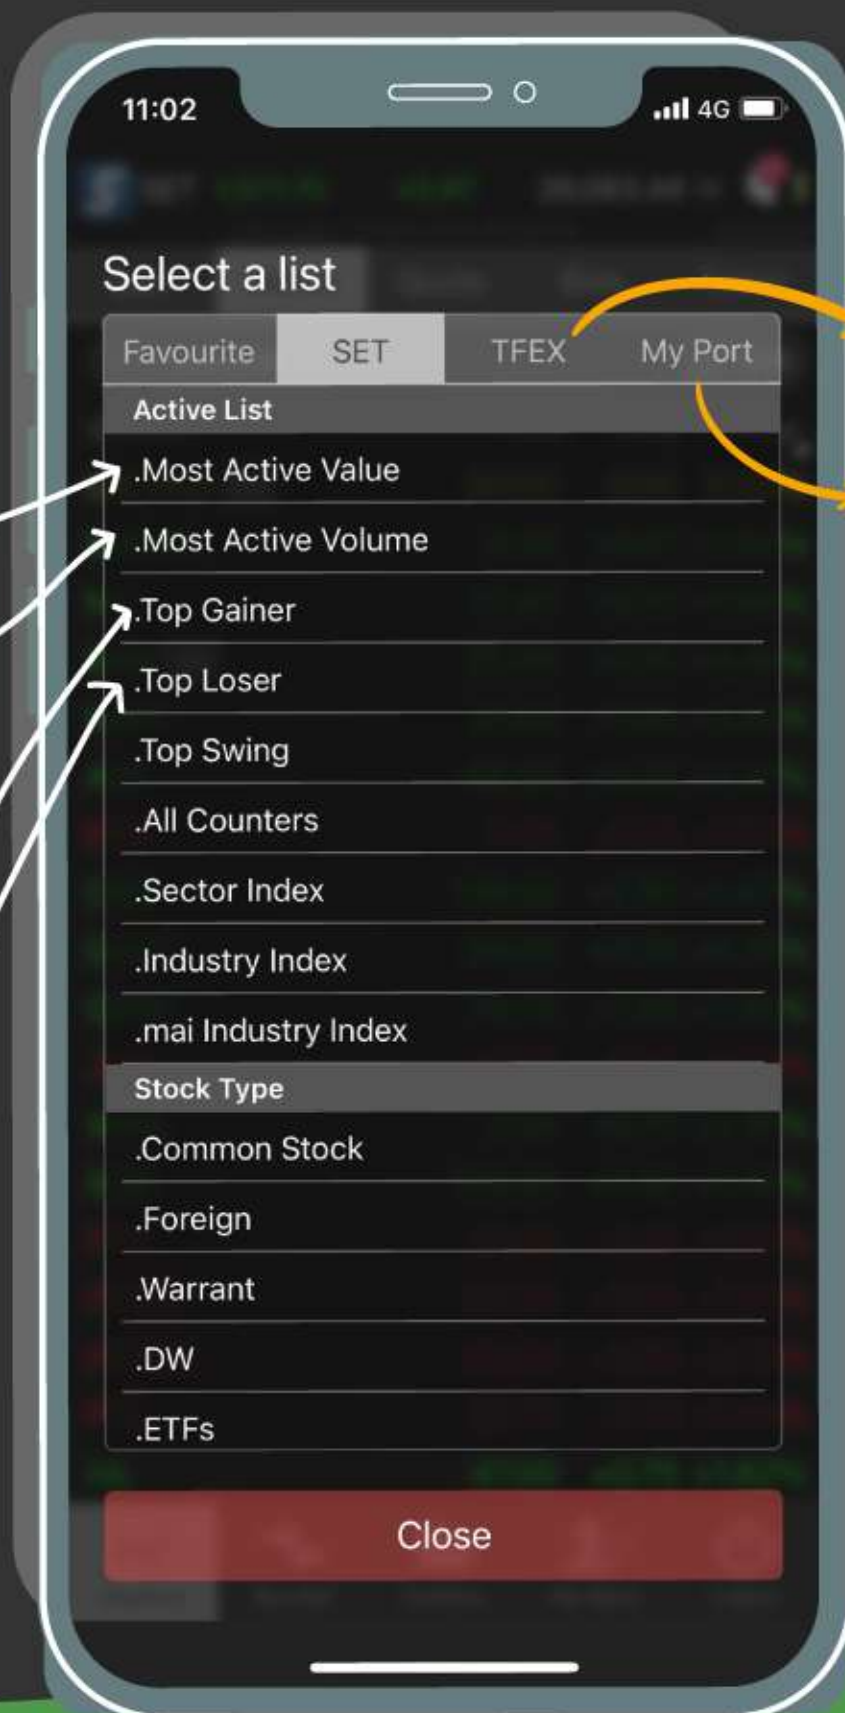 11:02
4G
Select a list
Favourite SET TFEX My Port
Active List
.Most Active Value
.Most Active Volume
.Top Gainer
.Top Loser
.Top Swing
.All Counters
.Sector Index
.Industry Index
.mai Industry Index
Stock Type
.Common Stock
.Foreign
.Warrant
.DW
.ETFs
Close